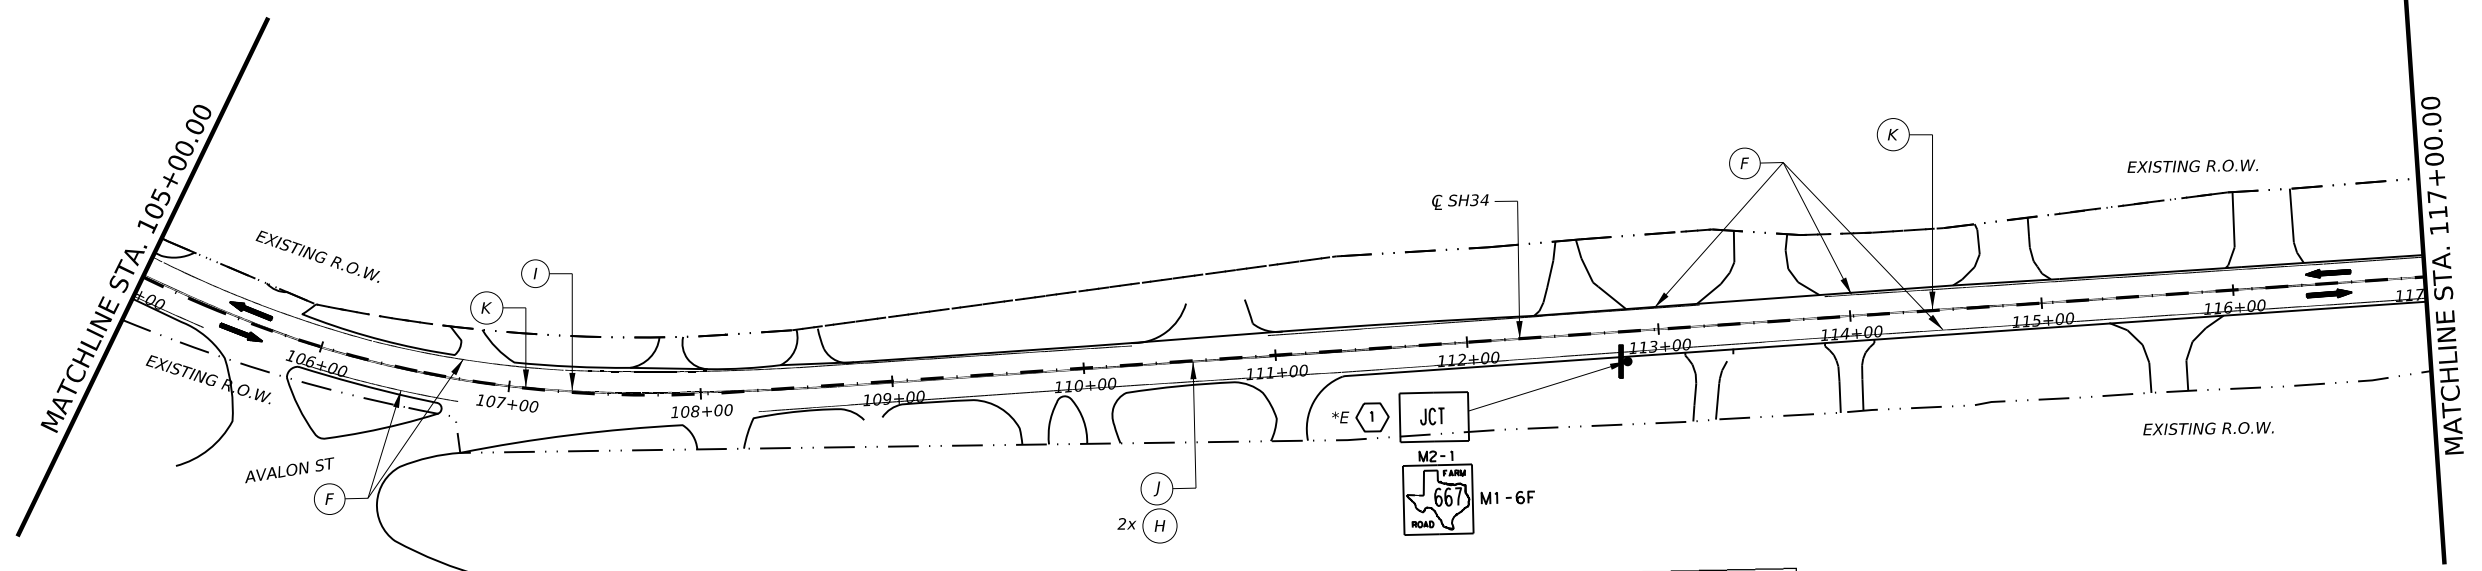 MATCHLINE STA. 105+00.00
+00
EXISTING R.O.W.
EXISTING R.O.W.
106+00
AVALON ST
F
K
I
107+00
108+00
109+00
110+00
J
2x H
111+00
℄ SH34
112+00
*E 1 JCT
M2-1
FARM
667
ROAD
M1-6F
F
K
113+00
114+00
115+00
116+00
117
EXISTING R.O.W.
EXISTING R.O.W.
MATCHLINE STA. 117+00.00